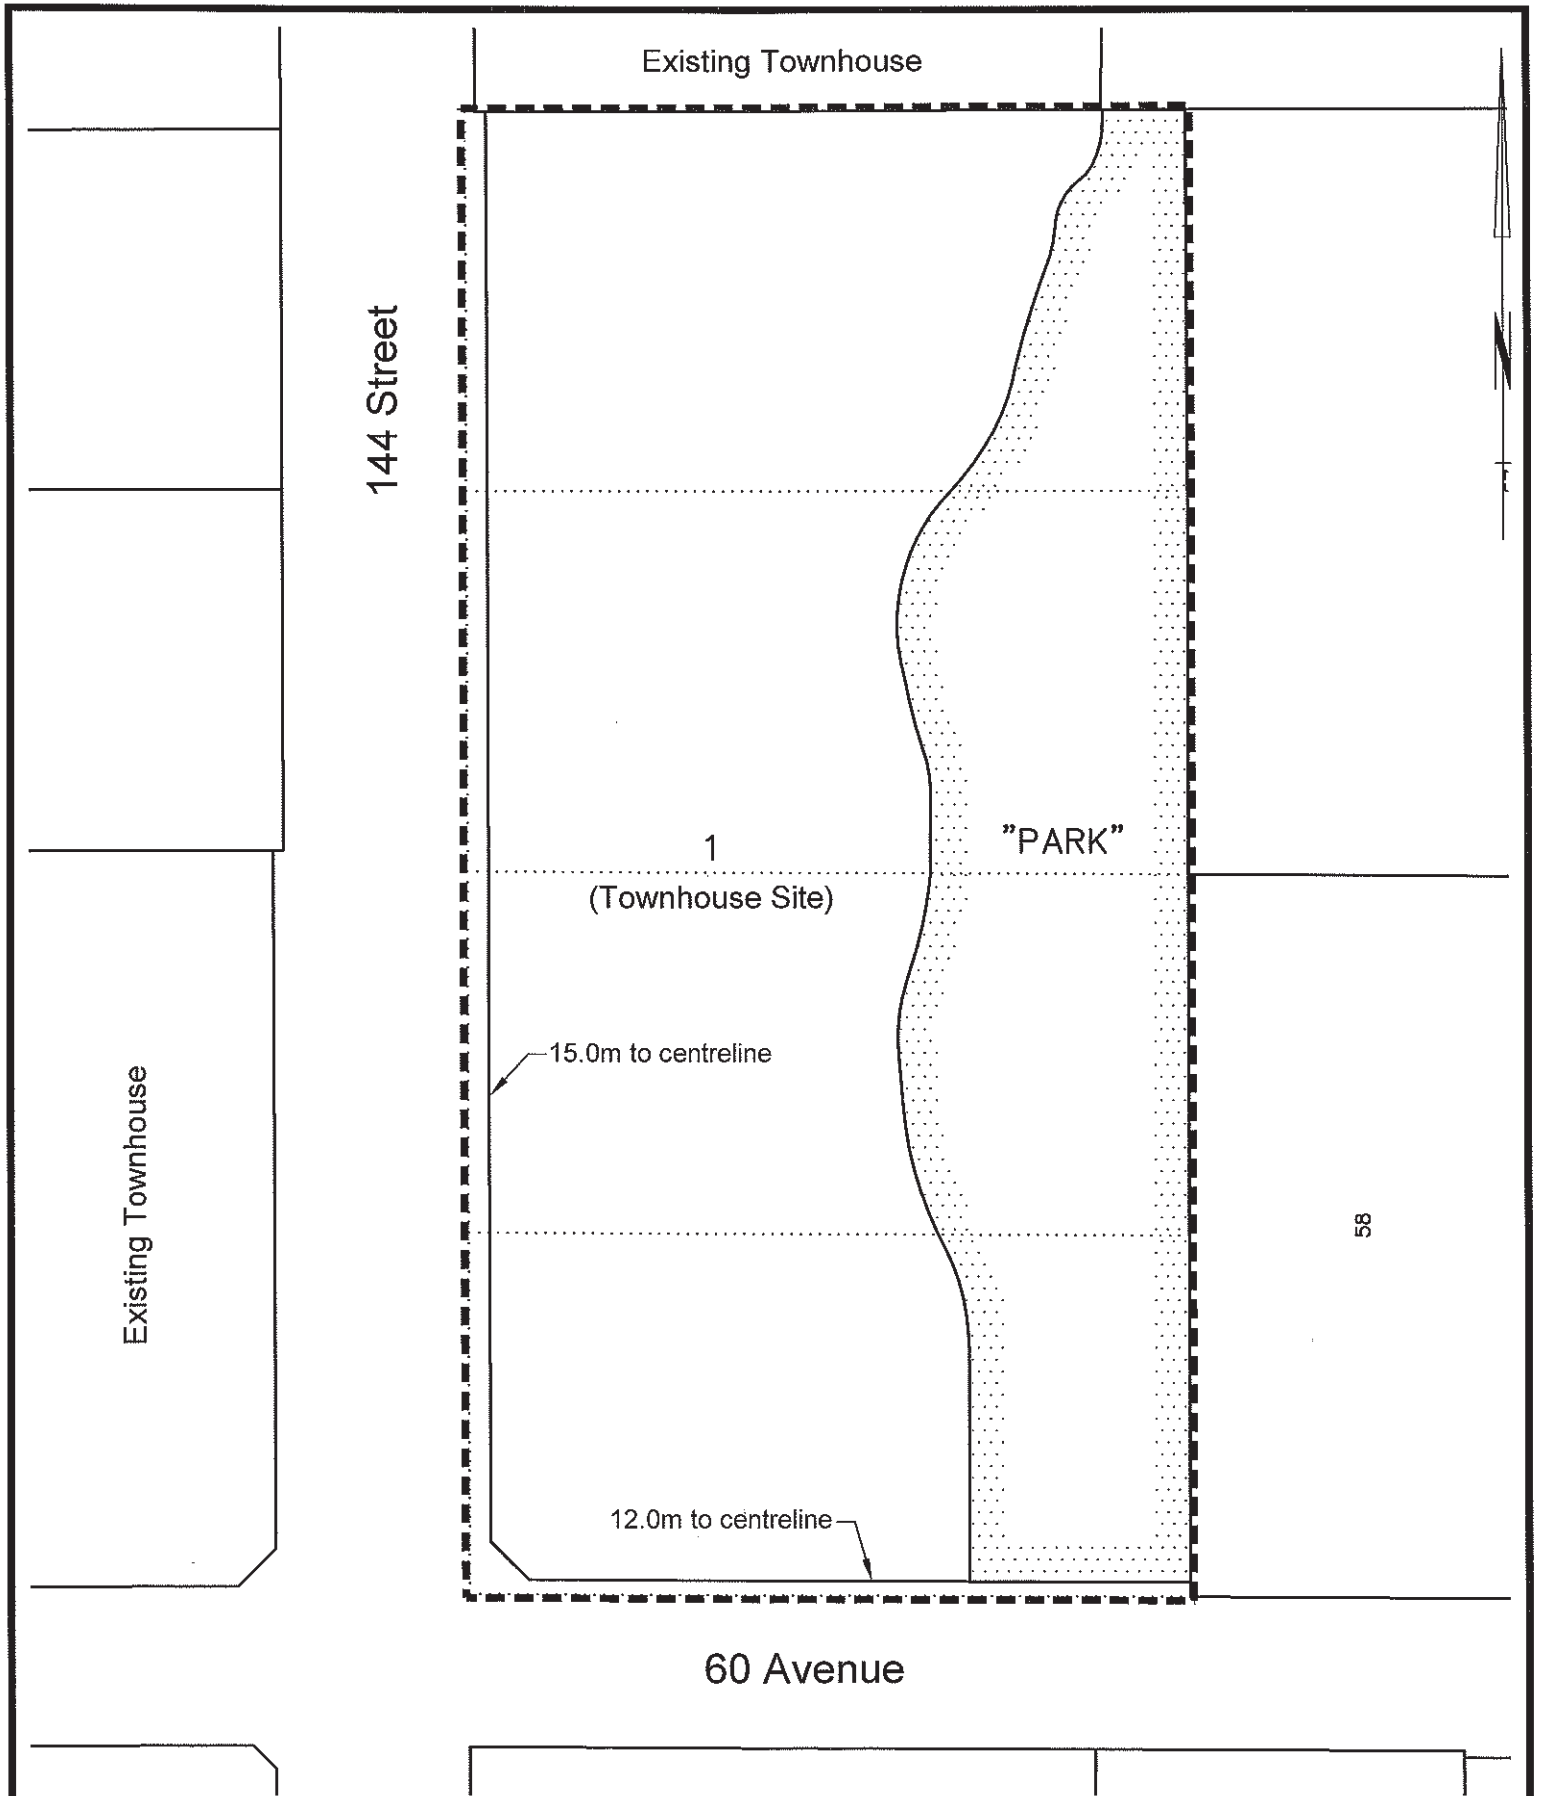 Existing Townhouse
144 Street
N
1
"PARK"
(Townhouse Site)
15.0m to centreline
Existing Townhouse
58
12.0m to centreline
60 Avenue